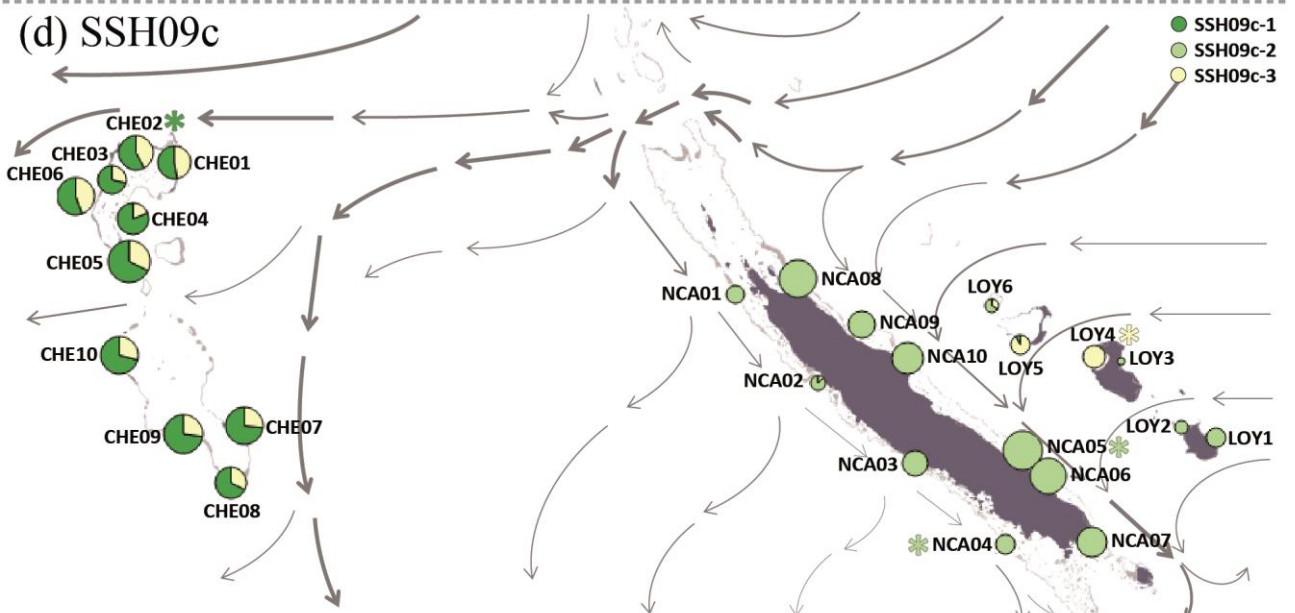 (d) SSH09c
SSH09c-1
SSH09c-2
SSH09c-3
CHE02
CHE03
CHE01
CHE06
CHE04
CHE05
CHE10
CHE09
CHE07
CHE08
NCA01
NCA08
NCA09
NCA10
NCA02
NCA03
NCA05
NCA06
NCA04
NCA07
LOY6
LOY5
LOY4
LOY3
LOY2
LOY1